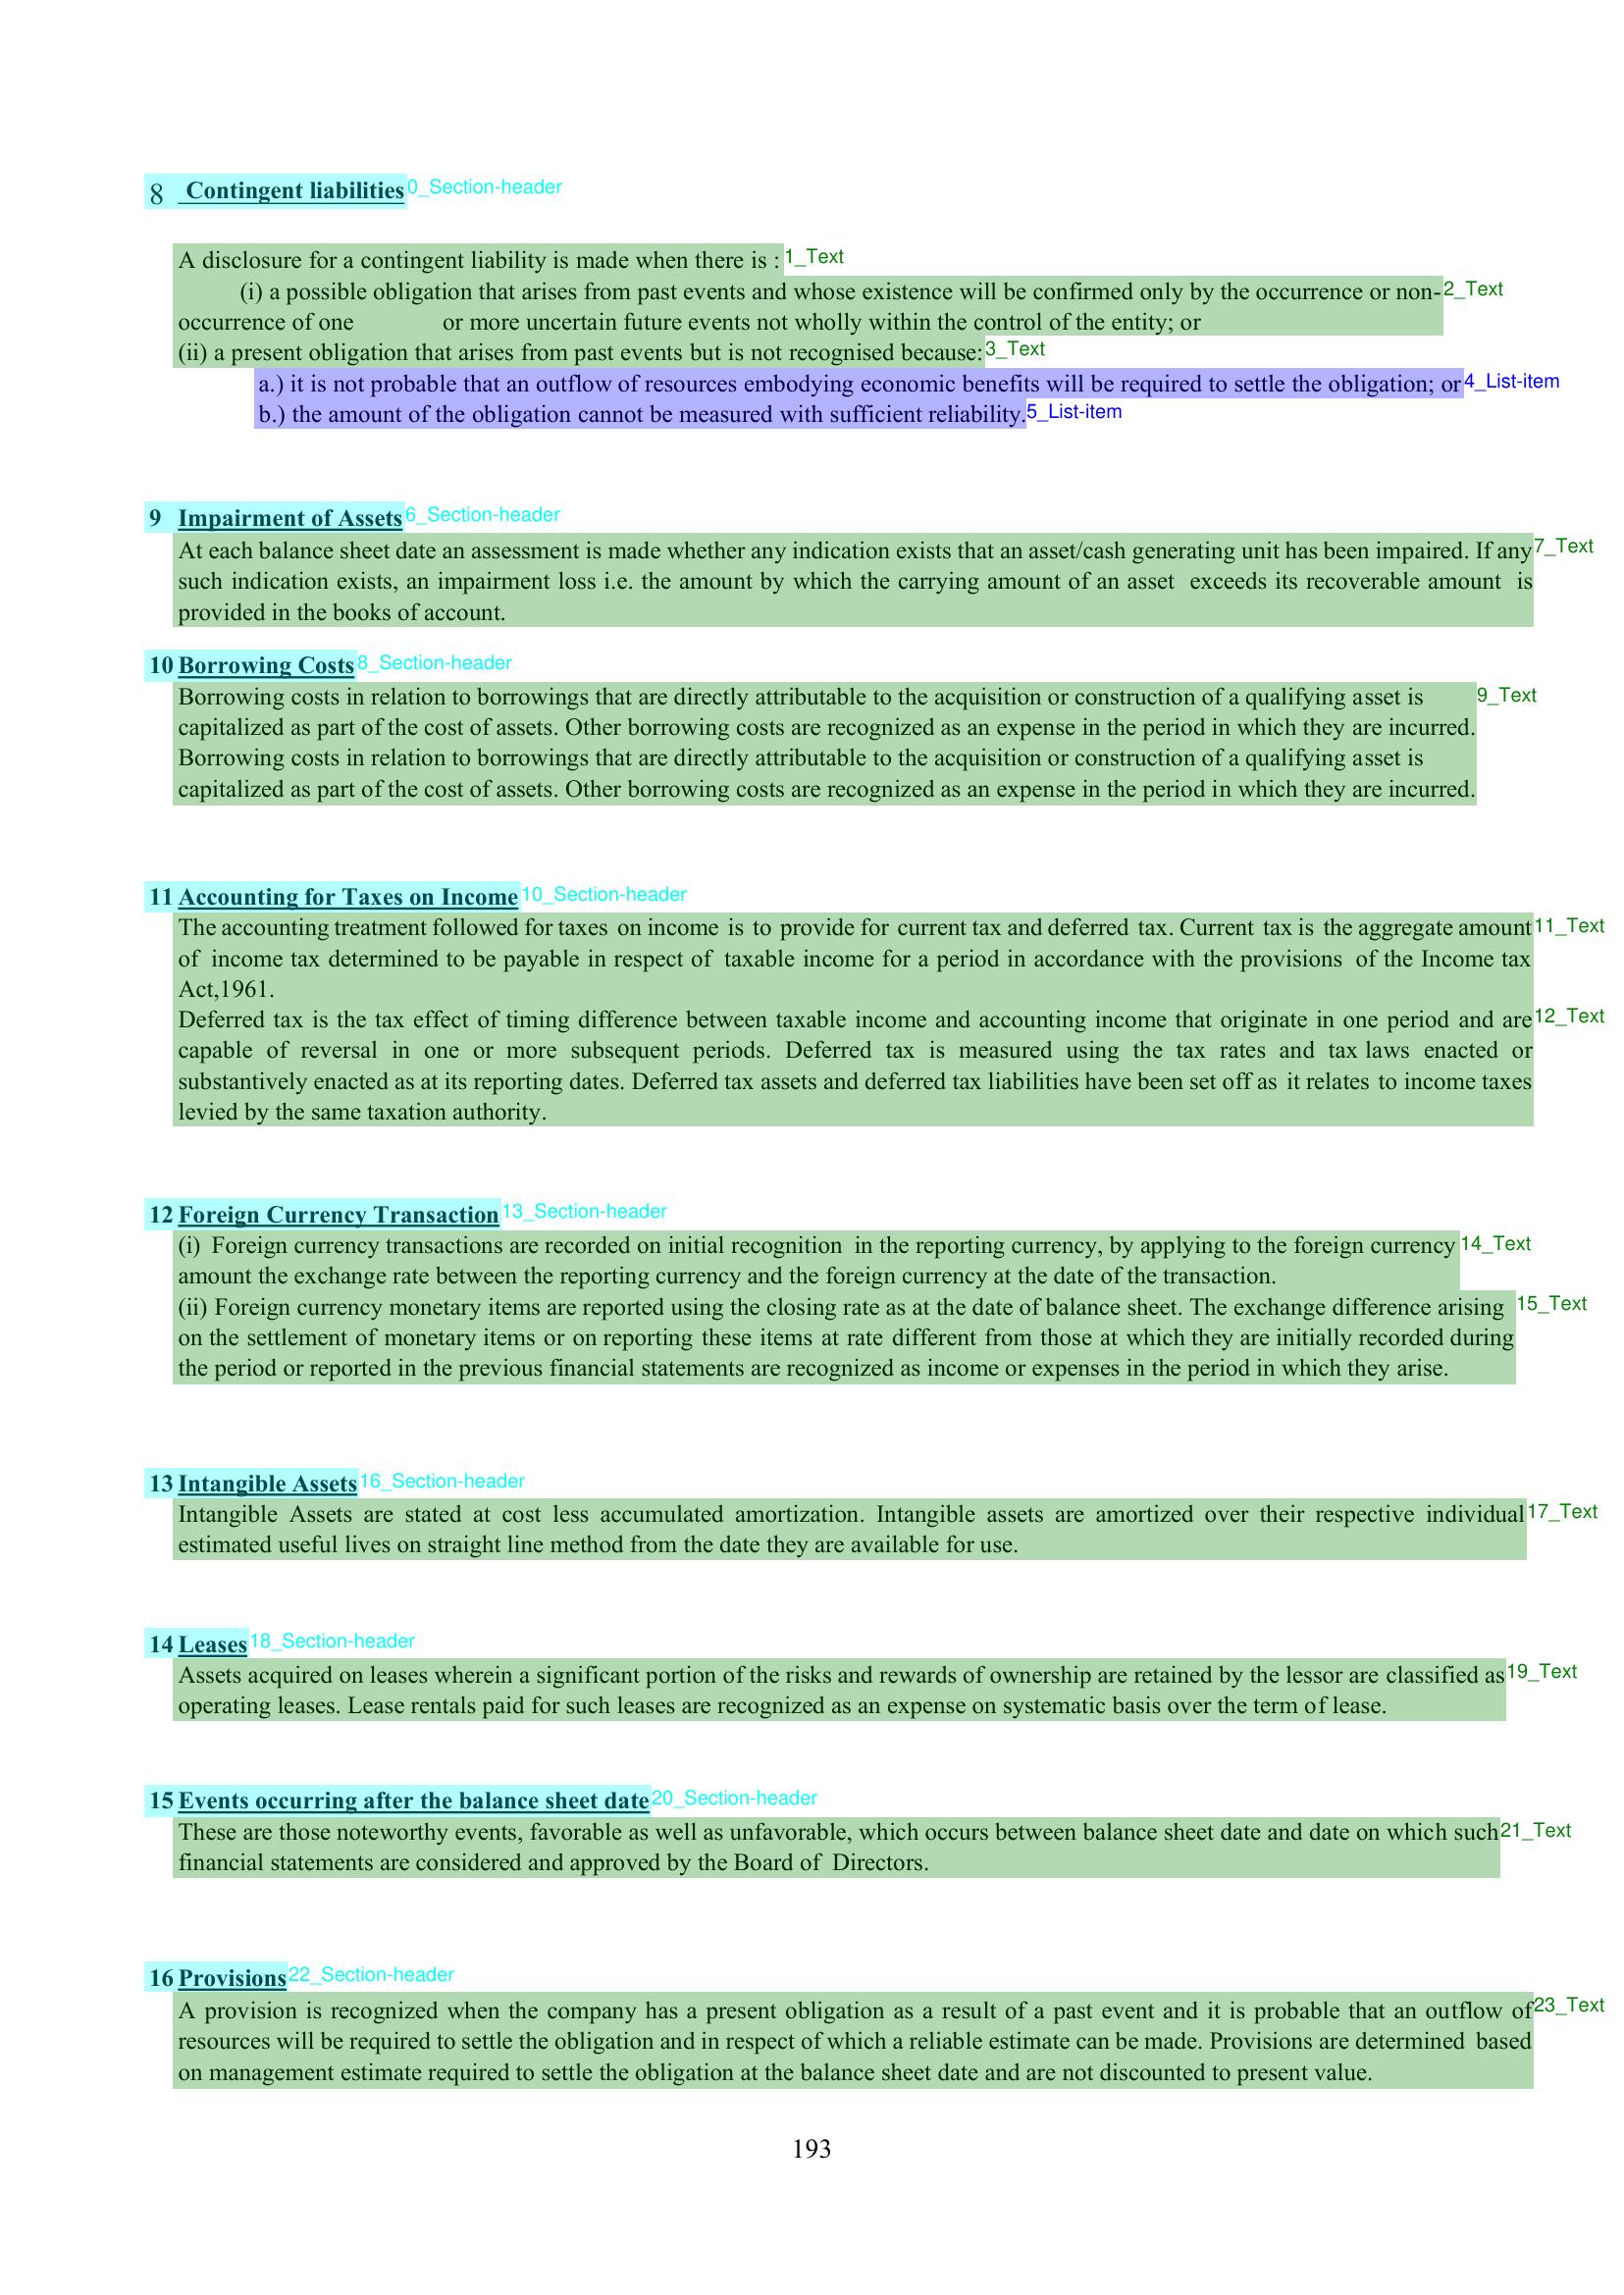 8 Contingent liabilities 0_Section-header
A disclosure for a contingent liability is made when there is : 1_Text
(i) a possible obligation that arises from past events and whose existence will be confirmed only by the occurrence or non- 2_Text
occurrence of one or more uncertain future events not wholly within the control of the entity; or
(ii) a present obligation that arises from past events but is not recognised because: 3_Text
a.) it is not probable that an outflow of resources embodying economic benefits will be required to settle the obligation; or 4_List-item
b.) the amount of the obligation cannot be measured with sufficient reliability. 5_List-item
9 Impairment of Assets 6_Section-header
At each balance sheet date an assessment is made whether any indication exists that an asset/cash generating unit has been impaired. If any 7_Text
such indication exists, an impairment loss i.e. the amount by which the carrying amount of an asset exceeds its recoverable amount is
provided in the books of account.
10 Borrowing Costs 8_Section-header
Borrowing costs in relation to borrowings that are directly attributable to the acquisition or construction of a qualifying asset is 9_Text
capitalized as part of the cost of assets. Other borrowing costs are recognized as an expense in the period in which they are incurred.
Borrowing costs in relation to borrowings that are directly attributable to the acquisition or construction of a qualifying asset is
capitalized as part of the cost of assets. Other borrowing costs are recognized as an expense in the period in which they are incurred.
11 Accounting for Taxes on Income 10_Section-header
The accounting treatment followed for taxes on income is to provide for current tax and deferred tax. Current tax is the aggregate amount 11_Text
of income tax determined to be payable in respect of taxable income for a period in accordance with the provisions of the Income tax
Act,1961.
Deferred tax is the tax effect of timing difference between taxable income and accounting income that originate in one period and are 12_Text
capable of reversal in one or more subsequent periods. Deferred tax is measured using the tax rates and tax laws enacted or
substantively enacted as at its reporting dates. Deferred tax assets and deferred tax liabilities have been set off as it relates to income taxes
levied by the same taxation authority.
12 Foreign Currency Transaction 13_Section-header
(i) Foreign currency transactions are recorded on initial recognition in the reporting currency, by applying to the foreign currency 14_Text
amount the exchange rate between the reporting currency and the foreign currency at the date of the transaction.
(ii) Foreign currency monetary items are reported using the closing rate as at the date of balance sheet. The exchange difference arising 15_Text
on the settlement of monetary items or on reporting these items at rate different from those at which they are initially recorded during
the period or reported in the previous financial statements are recognized as income or expenses in the period in which they arise.
13 Intangible Assets 16_Section-header
Intangible Assets are stated at cost less accumulated amortization. Intangible assets are amortized over their respective individual 17_Text
estimated useful lives on straight line method from the date they are available for use.
14 Leases 18_Section-header
Assets acquired on leases wherein a significant portion of the risks and rewards of ownership are retained by the lessor are classified as 19_Text
operating leases. Lease rentals paid for such leases are recognized as an expense on systematic basis over the term of lease.
15 Events occurring after the balance sheet date 20_Section-header
These are those noteworthy events, favorable as well as unfavorable, which occurs between balance sheet date and date on which such 21_Text
financial statements are considered and approved by the Board of Directors.
16 Provisions 22_Section-header
A provision is recognized when the company has a present obligation as a result of a past event and it is probable that an outflow of 23_Text
resources will be required to settle the obligation and in respect of which a reliable estimate can be made. Provisions are determined based
on management estimate required to settle the obligation at the balance sheet date and are not discounted to present value.
193